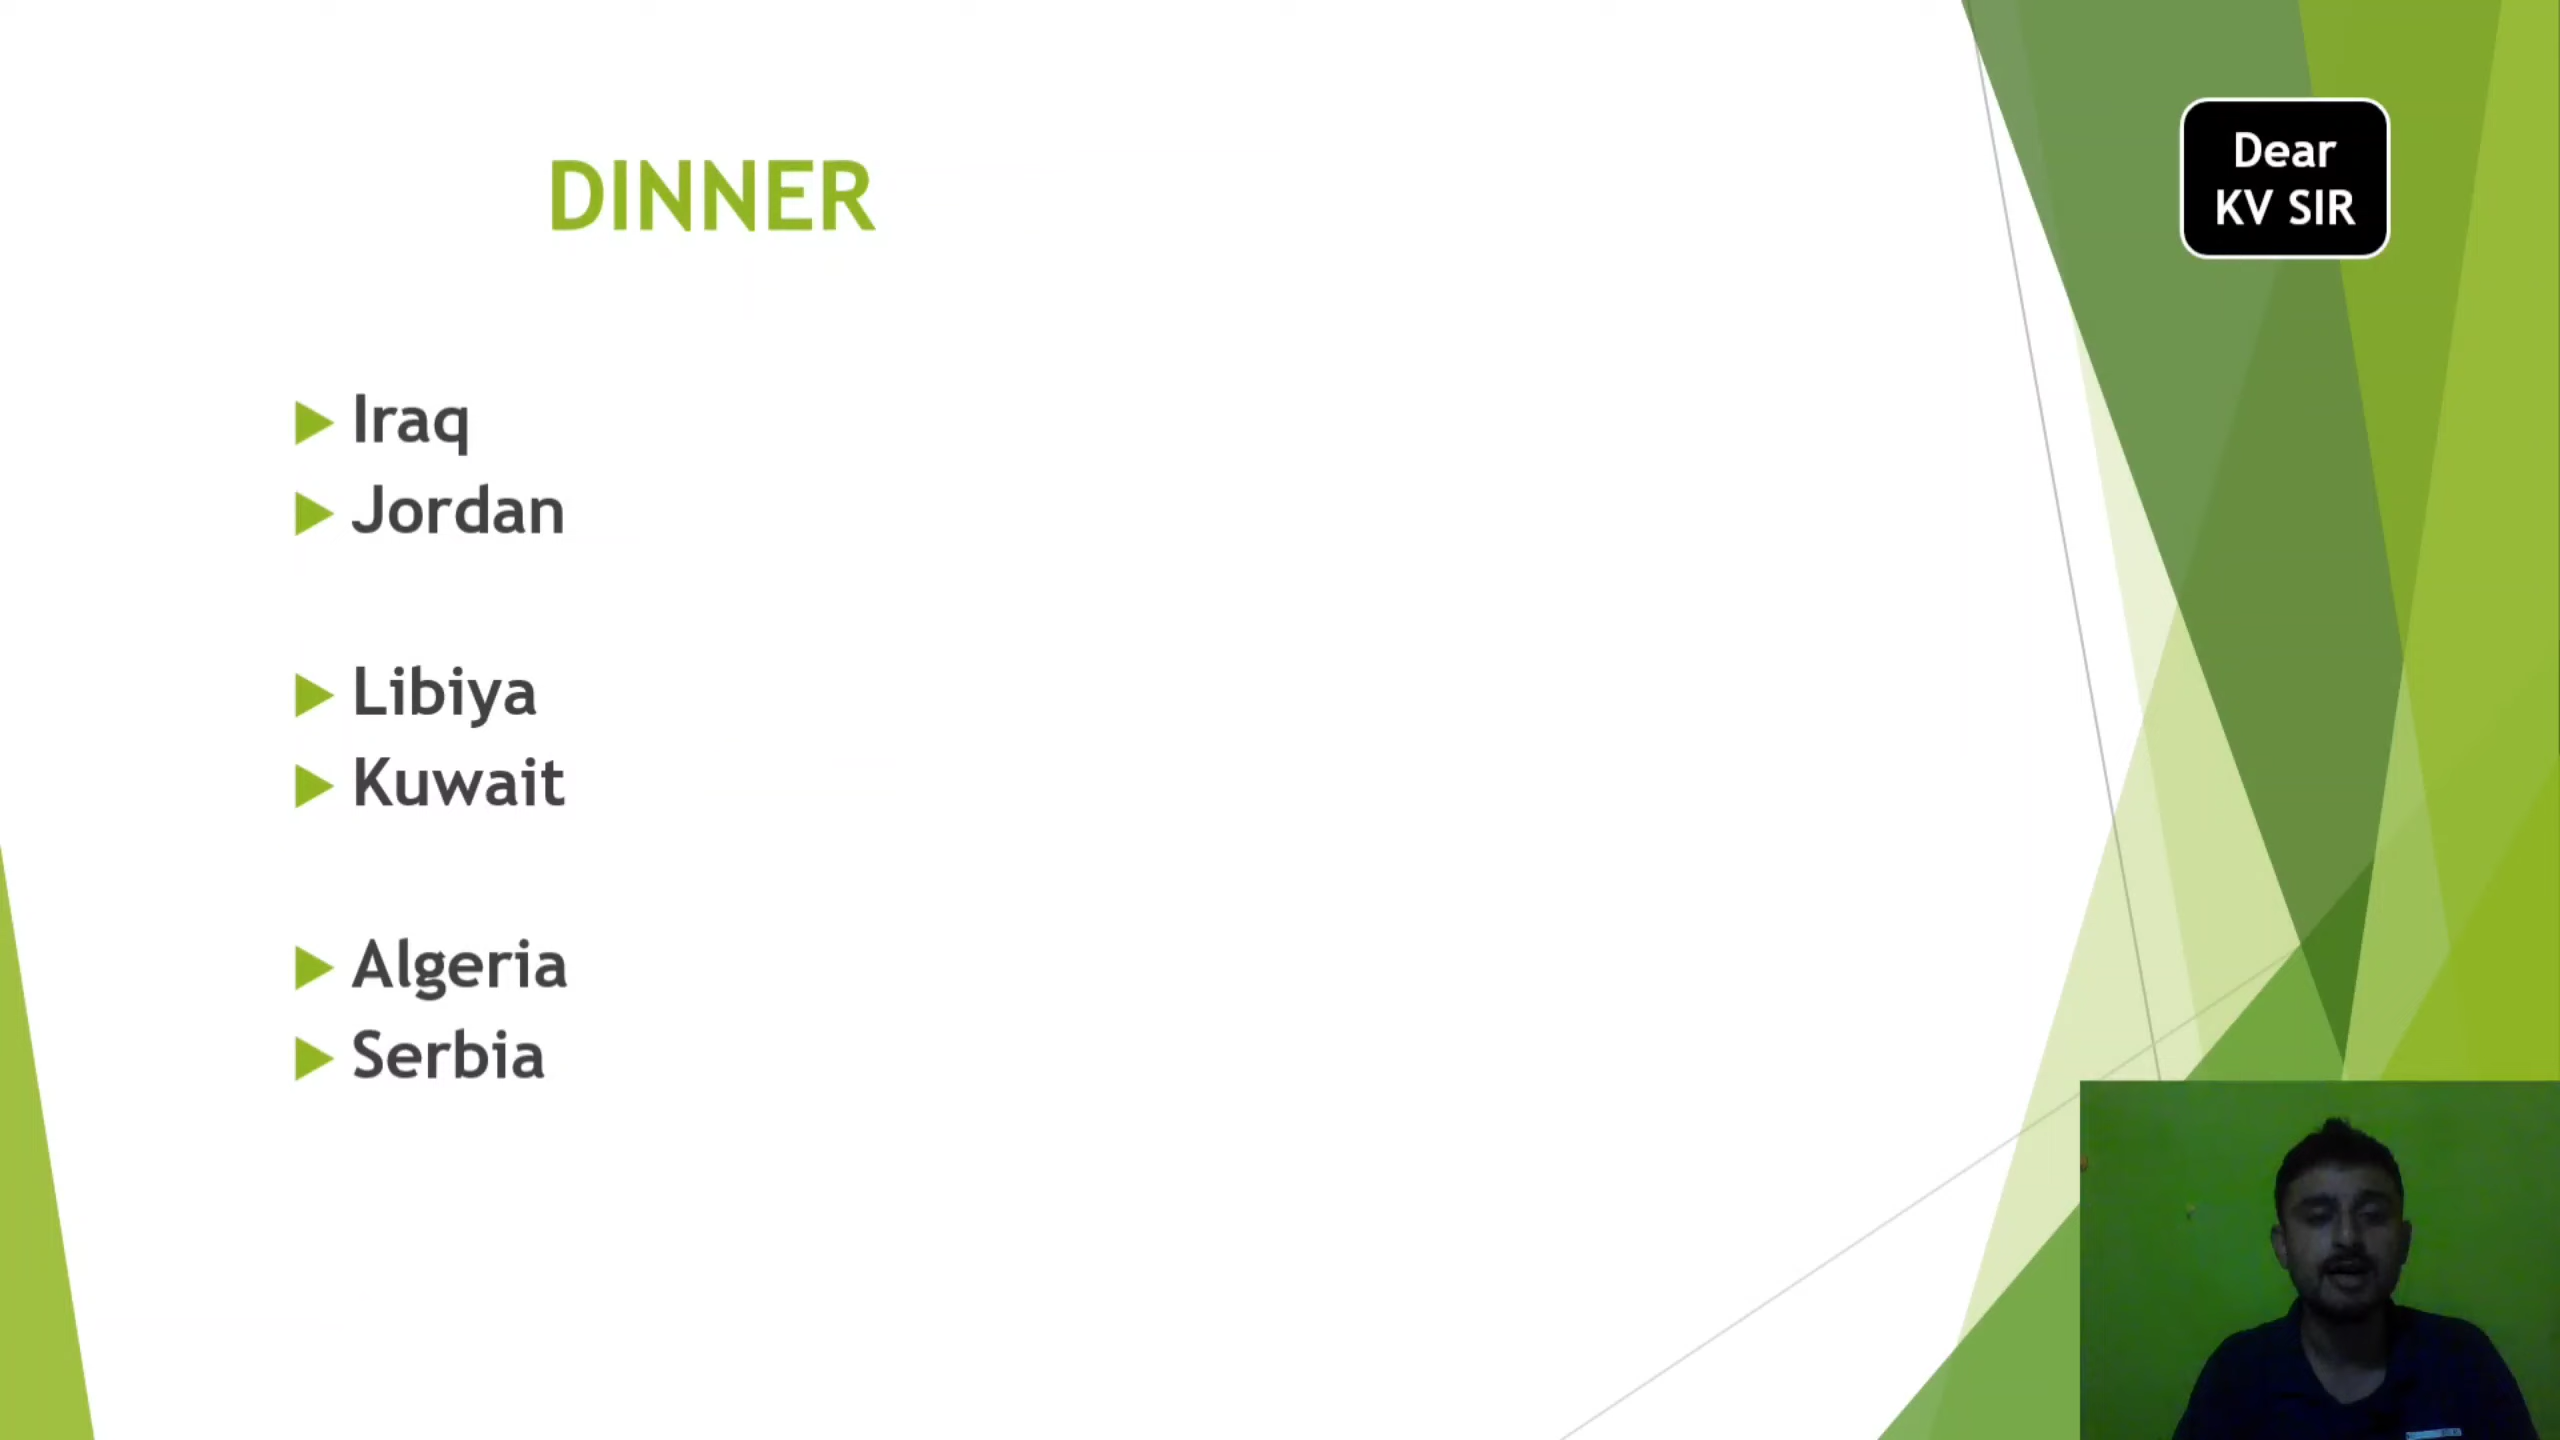 DINNER
Dear
KV SIR
Iraq
Jordan
Libiya
Kuwait
Algeria
Serbia